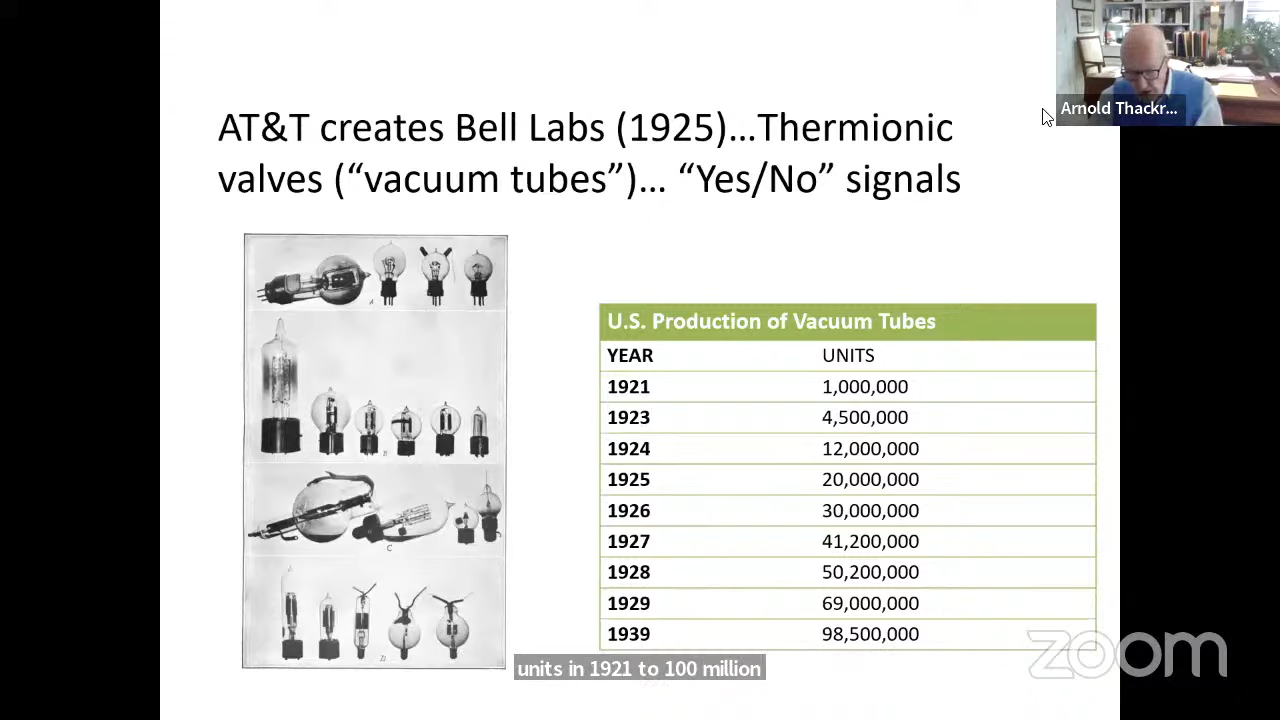 Arnold Thackr...
AT&T creates Bell Labs (1925)...Thermionic
valves (“vacuum tubes”)... “Yes/No” signals
A
B
C
D
U.S. Production of Vacuum Tubes
YEAR UNITS
1921 1,000,000
1923 4,500,000
1924 12,000,000
1925 20,000,000
1926 30,000,000
1927 41,200,000
1928 50,200,000
1929 69,000,000
1939 98,500,000
units in 1921 to 100 million
zoom